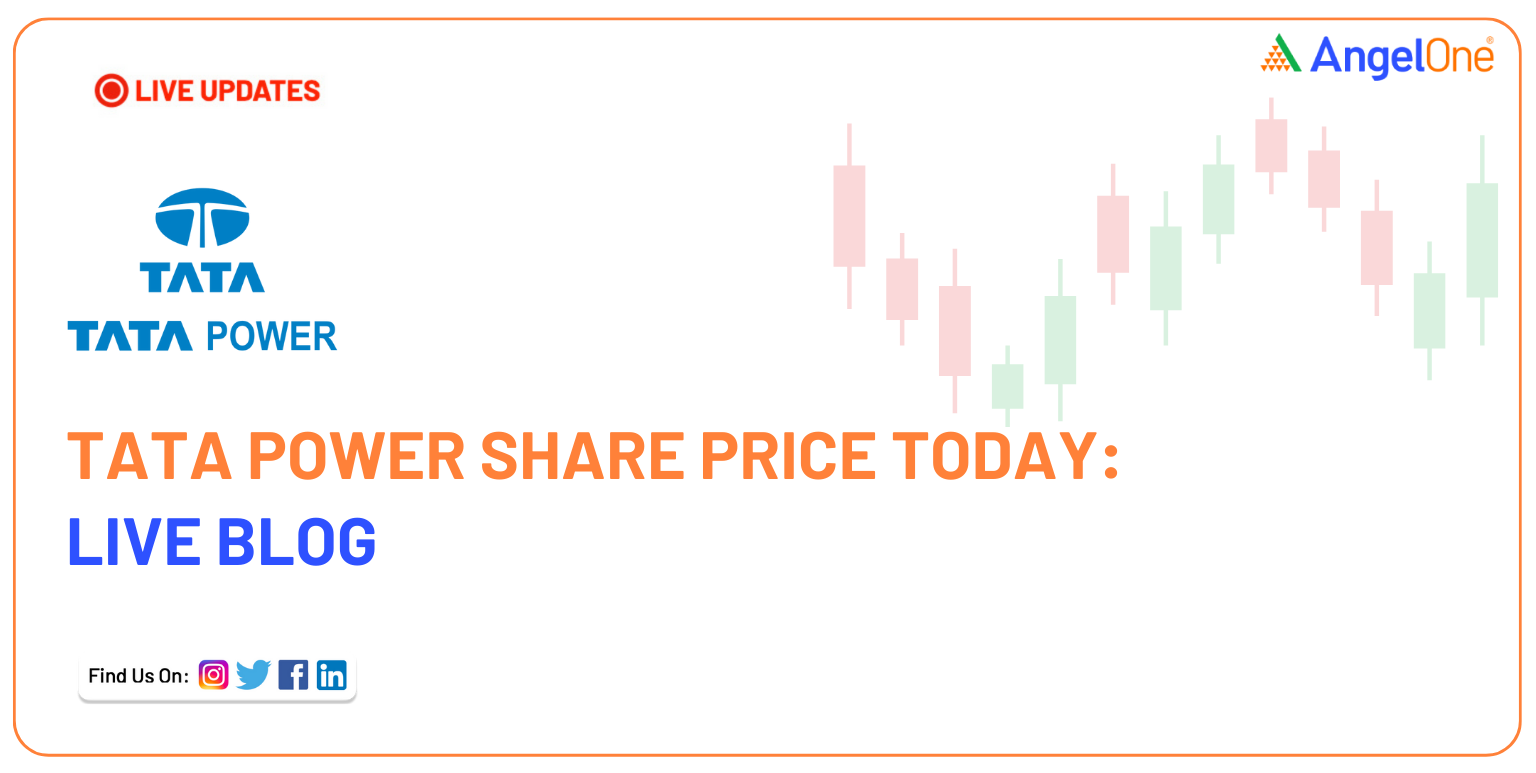 LIVE UPDATES
AngelOne®
TATA
TATA POWER
TATA POWER SHARE PRICE TODAY:
LIVE BLOG
Find Us On: